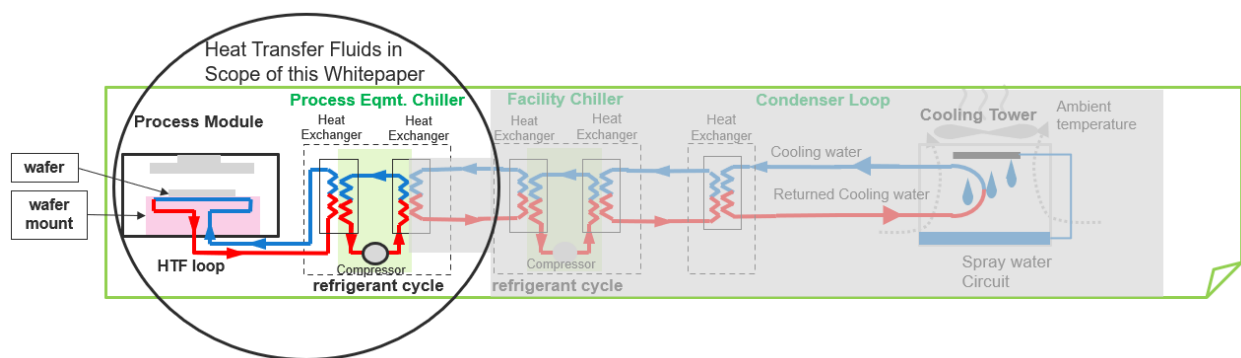 Heat Transfer Fluids in
Scope of this Whitepaper
Process Eqmt. Chiller
Facility Chiller
Condenser Loop
Process Module
Heat
Exchanger
Heat
Exchanger
Heat
Exchanger
Heat
Exchanger
Heat
Exchanger
Cooling Tower
Ambient
temperature
wafer
wafer
mount
Cooling water
Returned Cooling water
HTF loop
Compressor
refrigerant cycle
Compressor
refrigerant cycle
Spray water
Circuit